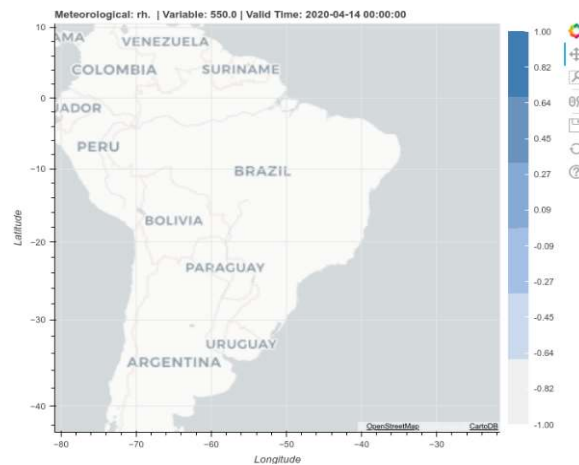 Meteorological: rh. | Variable: 550.0 | Valid Time: 2020-04-14 00:00:00
10
0
−10
−20
−30
−40
Latitude
AMA
VENEZUELA
COLOMBIA
SURINAME
UADOR
PERU
BRAZIL
BOLIVIA
PARAGUAY
URUGUAY
ARGENTINA
OpenStreetMap
CartoDB
−80
−70
−60
−50
−40
−30
Longitude
1.00
0.82
0.64
0.45
0.27
0.09
-0.09
-0.27
-0.45
-0.64
-0.82
-1.00